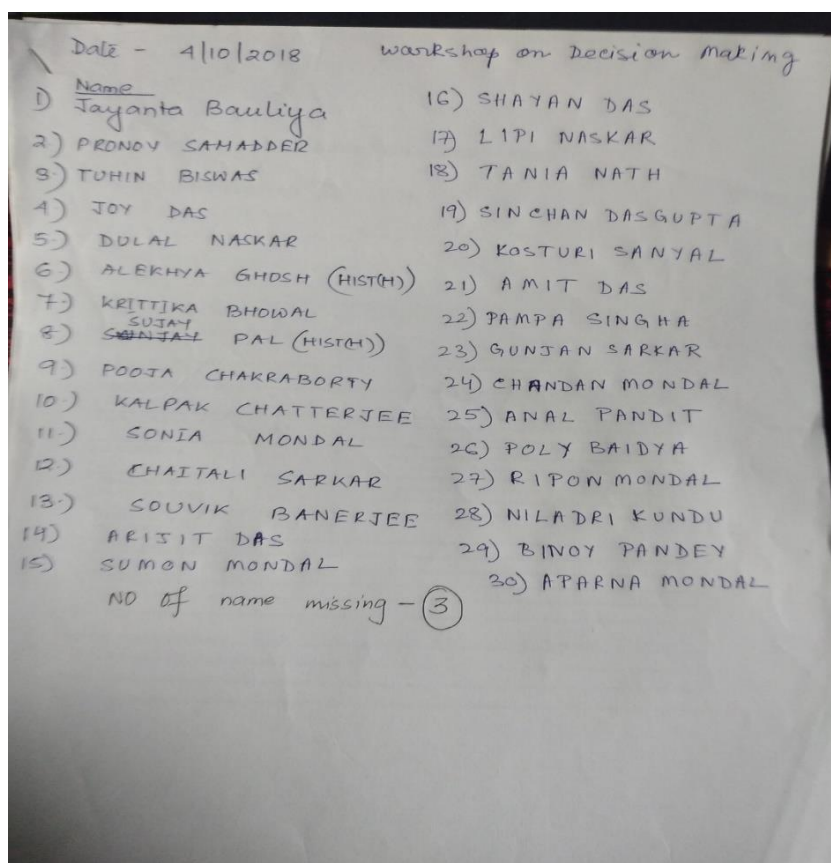 Date - 4/10/2018 Workshop on Decision Making
Name
1) Jayanta Bauliya
2) PRONOY SAMADDER
3) TUHIN BISWAS
4) JOY DAS
5) DULAL NASKAR
6) ALEKHYA GHOSH (HIST(H))
7) KRITTIKA BHOWAL
8) SUJAY PAL (HIST(H))
9) POOJA CHAKRABORTY
10) KALPAK CHATTERJEE
11) SONIA MONDAL
12) CHAITALI SARKAR
13) SOUVIK BANERJEE
14) ARIJIT DAS
15) SUMON MONDAL
NO of name missing - 3
16) SHAYAN DAS
17) LIPI NASKAR
18) TANIA NATH
19) SINCHAN DASGUPTA
20) KOSTURI SANYAL
21) AMIT DAS
22) PAMPA SINGHA
23) GUNJAN SARKAR
24) CHANDAN MONDAL
25) ANAL PANDIT
26) POLY BAIDYA
27) RIPON MONDAL
28) NILADRI KUNDU
29) BINOY PANDEY
30) APARNA MONDAL